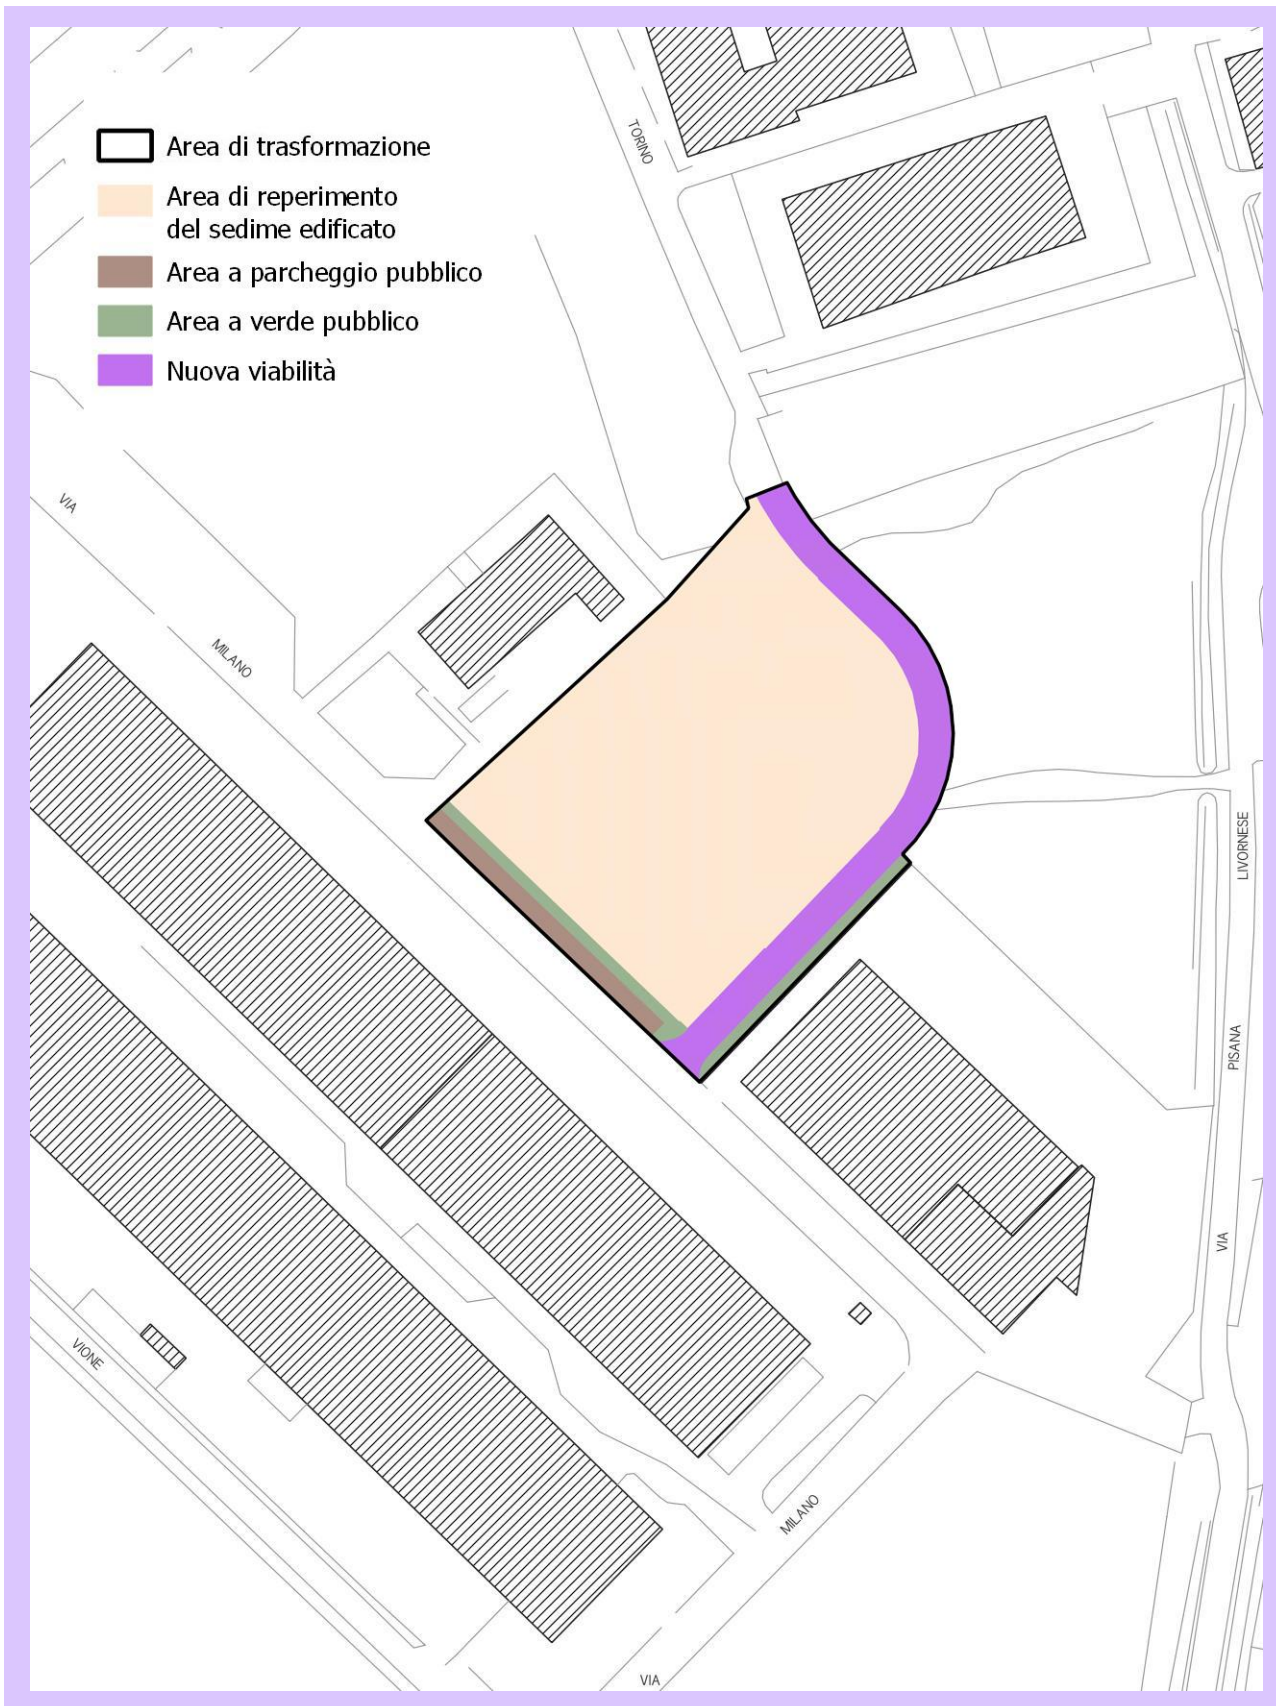 TORINO
Area di trasformazione
Area di reperimento
del sedime edificato
Area a parcheggio pubblico
Area a verde pubblico
Nuova viabilità
VIA
MILANO
LIVORNESE
PISANA
VIA
VIONE
MILANO
VIA